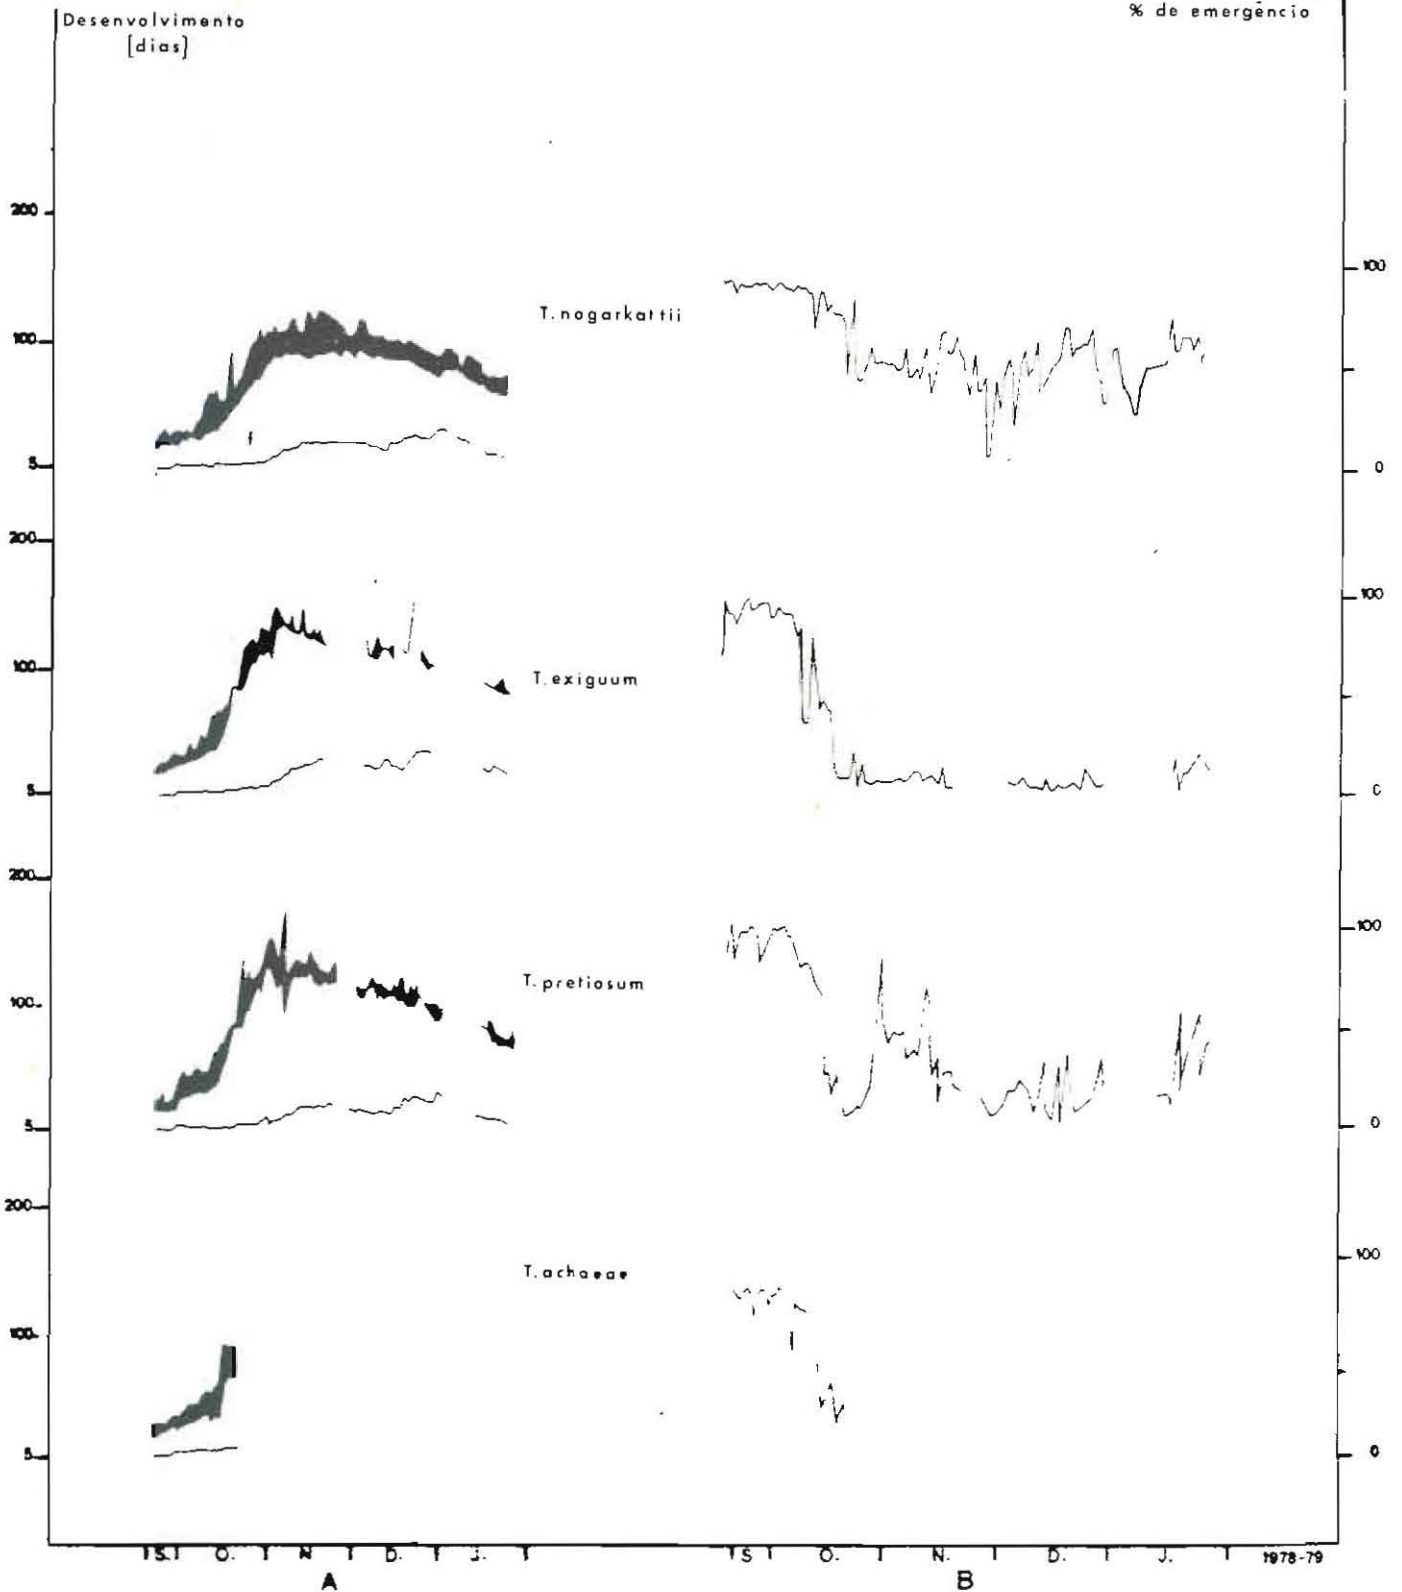 Desenvolvimento
[dias]
% de emergêncio
200
100
T. nogarkattii
100
5
0
200
100
100
T. exiguum
5
0
200
100
T. pretiosum
100
5
0
200
100
T. achaeae
100
5
0
S. O. N D. J. S O. N. D. J. 1978-79
A B